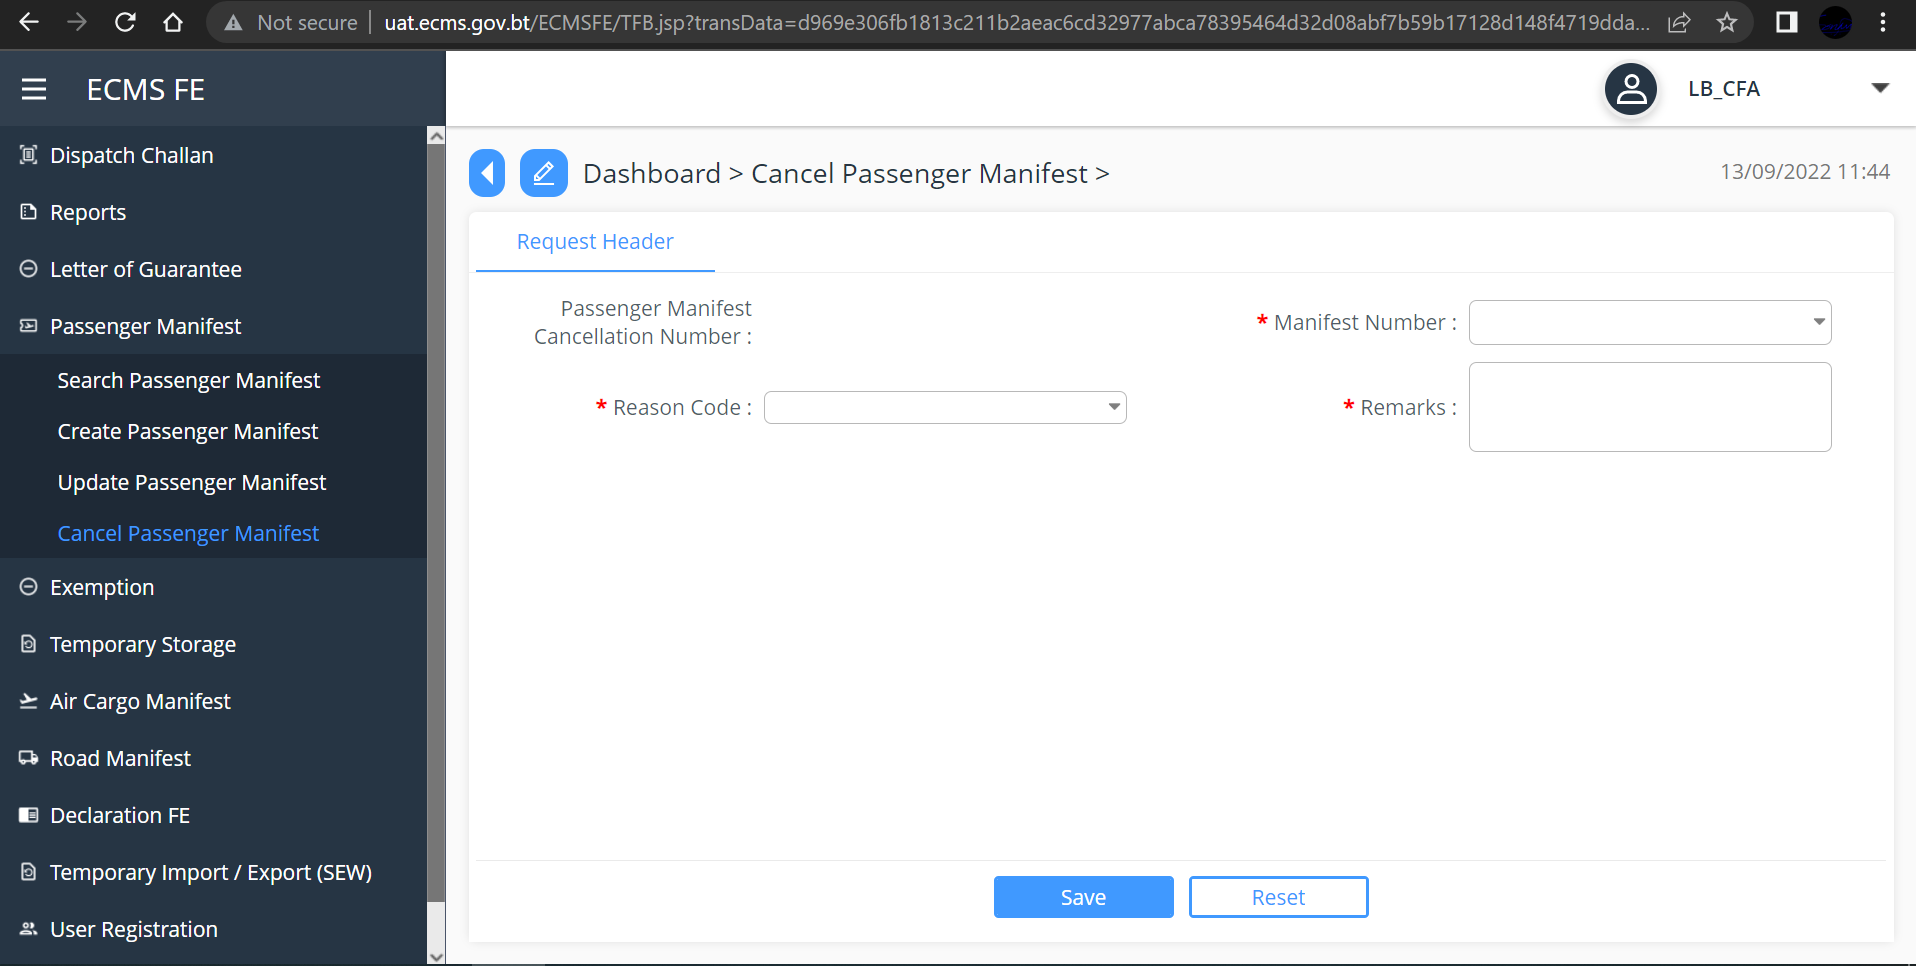 Not secure | uat.ecms.gov.bt/ECMSFE/TFB.jsp?transData=d969e306fb1813c211b2aeac6cd32977abca78395464d32d08abf7b59b17128d148f4719dda...
ECMS FE
LB_CFA
Dispatch Challan
Reports
Letter of Guarantee
Passenger Manifest
Search Passenger Manifest
Create Passenger Manifest
Update Passenger Manifest
Cancel Passenger Manifest
Exemption
Temporary Storage
Air Cargo Manifest
Road Manifest
Declaration FE
Temporary Import / Export (SEW)
User Registration
Dashboard > Cancel Passenger Manifest >
13/09/2022 11:44
Request Header
Passenger Manifest
Cancellation Number :
* Manifest Number :
* Reason Code :
* Remarks :
Save
Reset